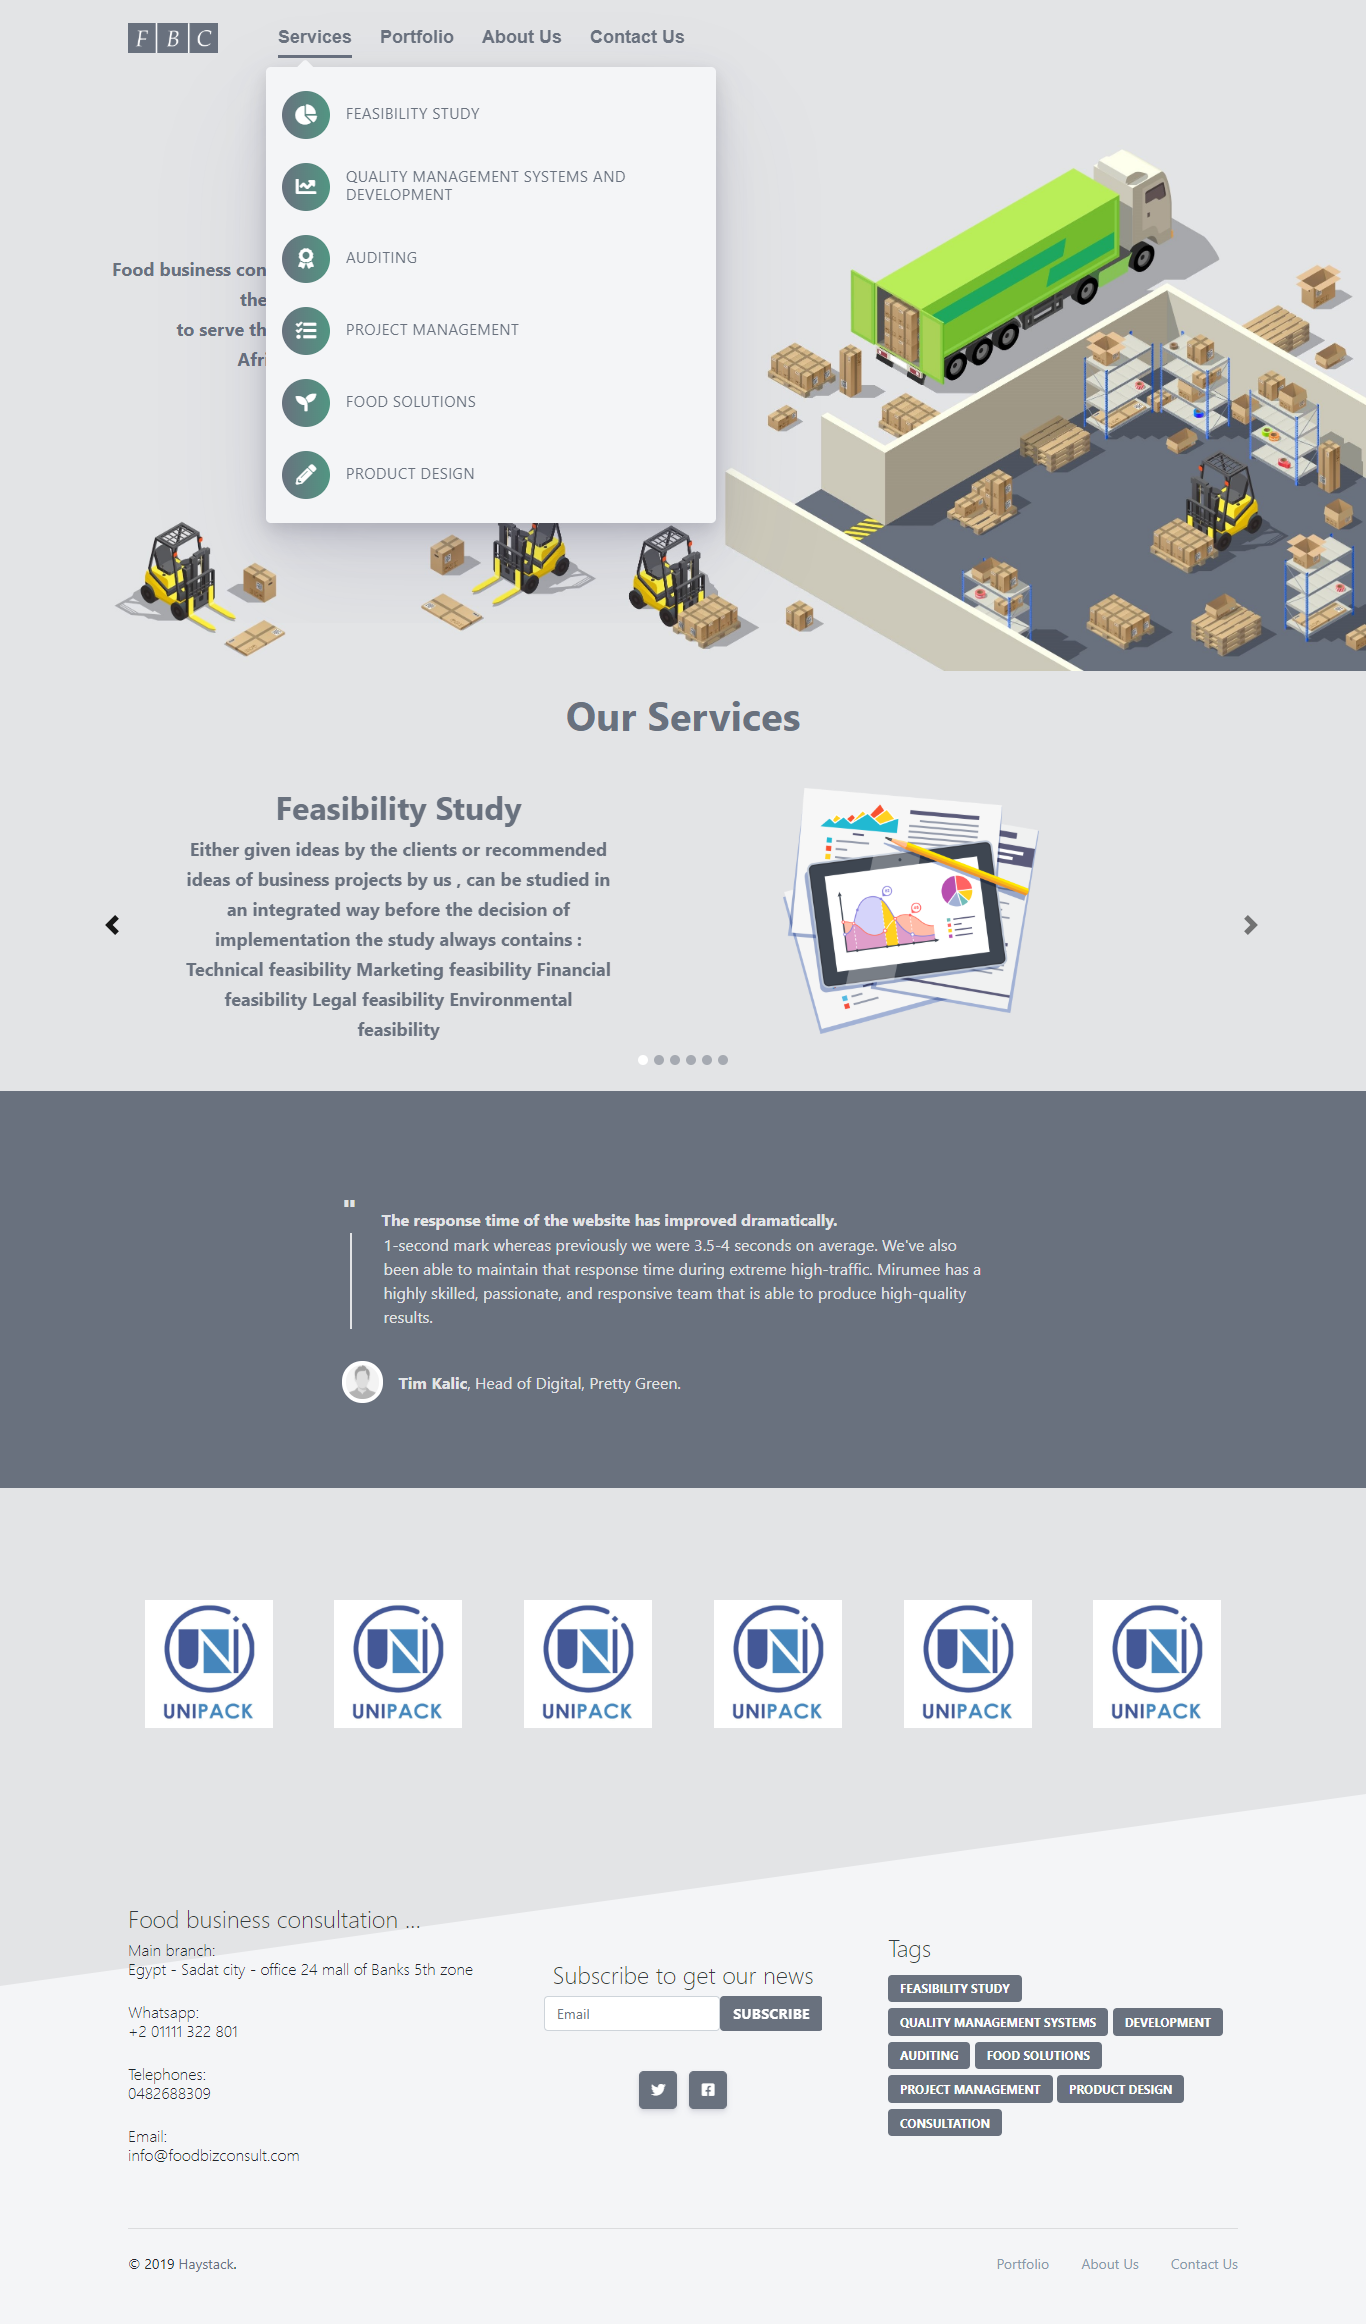 F B C
Services Portfolio About Us Contact Us
FEASIBILITY STUDY
QUALITY MANAGEMENT SYSTEMS AND
DEVELOPMENT
AUDITING
PROJECT MANAGEMENT
FOOD SOLUTIONS
PRODUCT DESIGN
Food business con
the
to serve th
Afri
Our Services
Feasibility Study
Either given ideas by the clients or recommended
ideas of business projects by us , can be studied in
an integrated way before the decision of
implementation the study always contains :
Technical feasibility Marketing feasibility Financial
feasibility Legal feasibility Environmental
feasibility
"
The response time of the website has improved dramatically.
1-second mark whereas previously we were 3.5-4 seconds on average. We've also
been able to maintain that response time during extreme high-traffic. Mirumee has a
highly skilled, passionate, and responsive team that is able to produce high-quality
results.
Tim Kalic, Head of Digital, Pretty Green.
UNI UNI UNI UNI UNI UNI
UNIPACK UNIPACK UNIPACK UNIPACK UNIPACK UNIPACK
Food business consultation ...
Main branch:
Egypt - Sadat city - office 24 mall of Banks 5th zone
Whatsapp:
+2 01111 322 801
Telephones:
0482688309
Email:
info@foodbizconsult.com
Subscribe to get our news
Email SUBSCRIBE
Tags
FEASIBILITY STUDY
QUALITY MANAGEMENT SYSTEMS DEVELOPMENT
AUDITING FOOD SOLUTIONS
PROJECT MANAGEMENT PRODUCT DESIGN
CONSULTATION
© 2019 Haystack.
Portfolio About Us Contact Us